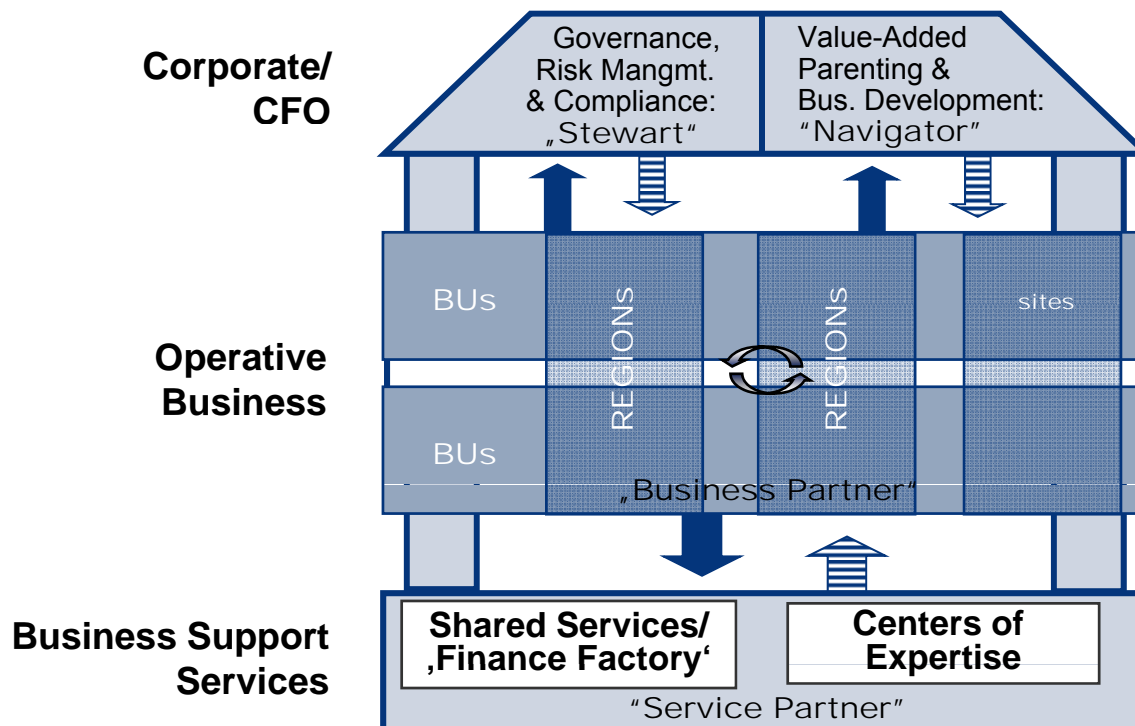 Corporate/
CFO
Governance,
Risk Mangmt.
& Compliance:
„Stewart“
Value-Added
Parenting &
Bus. Development:
“Navigator”
Operative
Business
BUs
REGIONs
REGIONs
sites
BUs
„Business Partner“
Business Support
Services
Shared Services/
‚Finance Factory‘
Centers of
Expertise
“Service Partner”